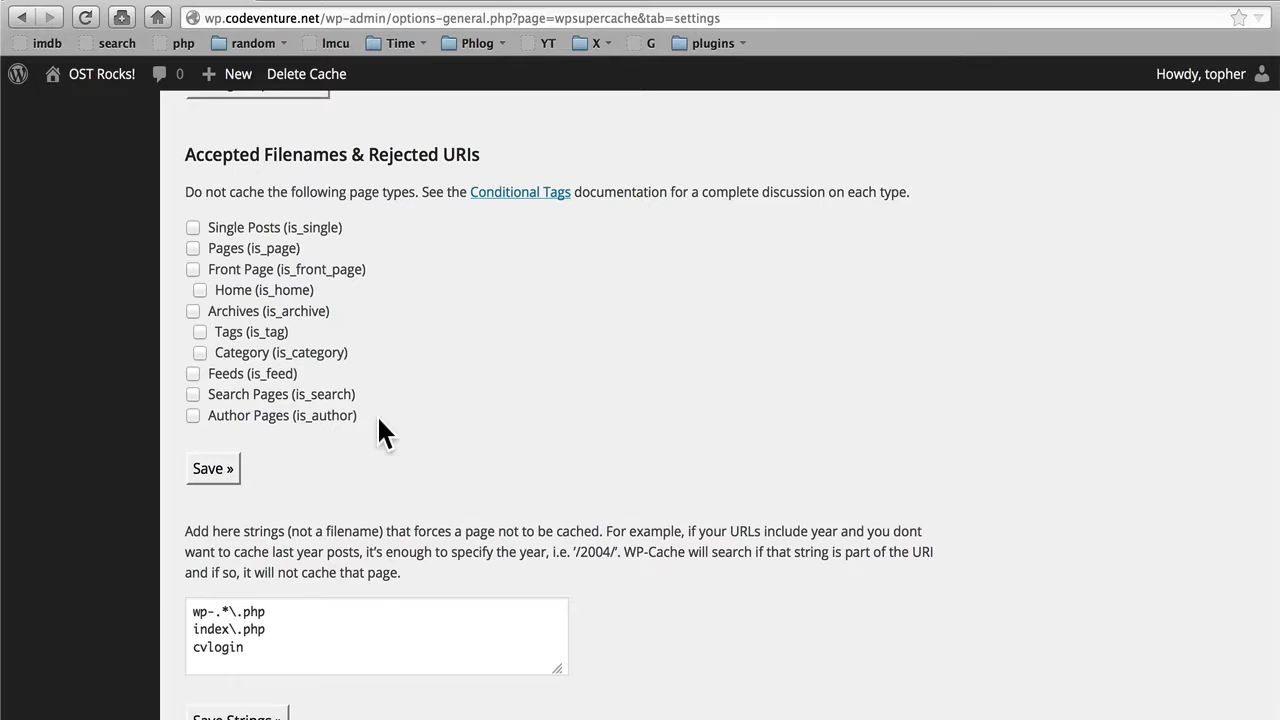 wp.codeventure.net/wp-admin/options-general.php?page=wpsupercache&tab=settings
imdb search php random lmcu Time Phlog YT X G plugins
OST Rocks! 0 New Delete Cache Howdy, topher
Accepted Filenames & Rejected URIs
Do not cache the following page types. See the Conditional Tags documentation for a complete discussion on each type.
Single Posts (is_single)
Pages (is_page)
Front Page (is_front_page)
Home (is_home)
Archives (is_archive)
Tags (is_tag)
Category (is_category)
Feeds (is_feed)
Search Pages (is_search)
Author Pages (is_author)
Save »
Add here strings (not a filename) that forces a page not to be cached. For example, if your URLs include year and you dont
want to cache last year posts, it's enough to specify the year, i.e. '/2004/'. WP-Cache will search if that string is part of the URI
and if so, it will not cache that page.
wp-.*\.php
index\.php
cvlogin
Save Strings »